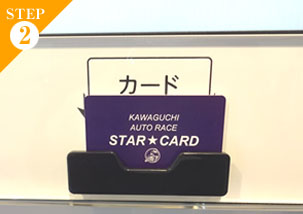 STEP
2
カード
KAWAGUCHI
AUTO RACE
STAR★CARD